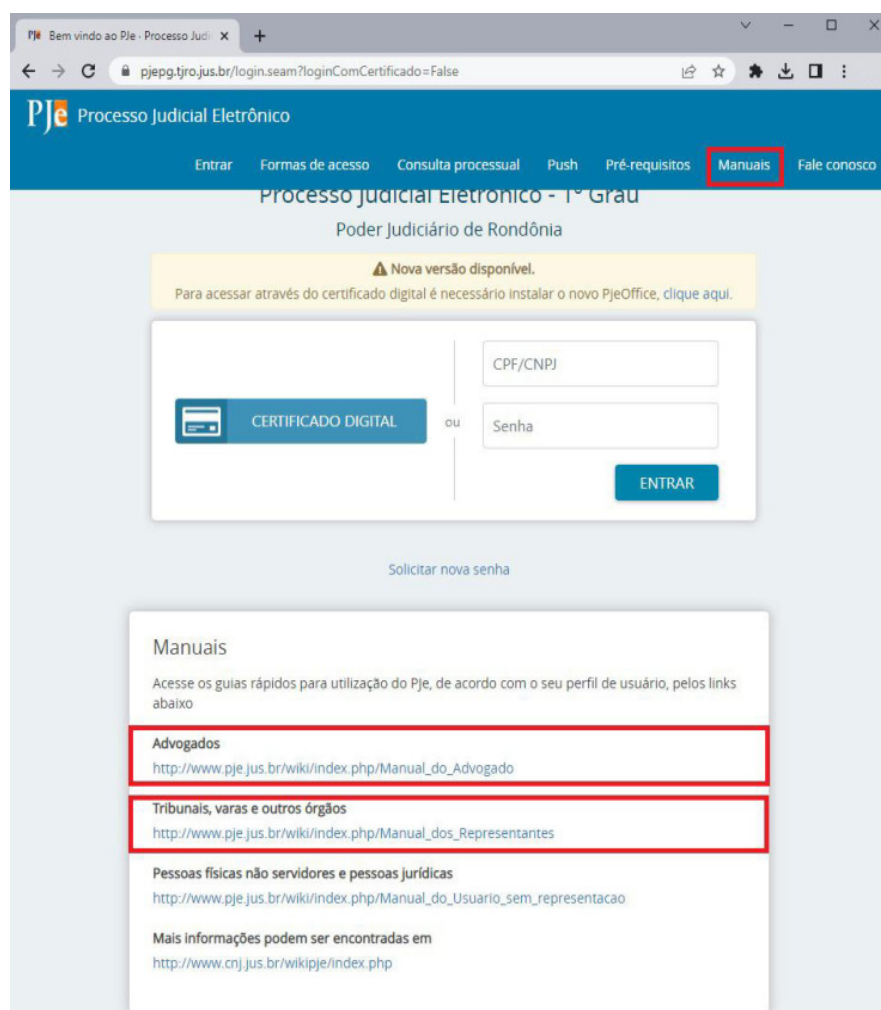 PJe Bem vindo ao PJe · Processo Judi
pjepg.tjro.jus.br/login.seam?loginComCertificado=False
PJe Processo Judicial Eletrônico
Entrar Formas de acesso Consulta processual Push Pré-requisitos Manuais Fale conosco
Processo Judicial Eletrônico - 1º Grau
Poder Judiciário de Rondônia
Nova versão disponível.
Para acessar através do certificado digital é necessário instalar o novo PjeOffice, clique aqui.
CPF/CNPJ
CERTIFICADO DIGITAL ou
Senha
ENTRAR
Solicitar nova senha
Manuais
Acesse os guias rápidos para utilização do PJe, de acordo com o seu perfil de usuário, pelos links
abaixo
Advogados
http://www.pje.jus.br/wiki/index.php/Manual_do_Advogado
Tribunais, varas e outros órgãos
http://www.pje.jus.br/wiki/index.php/Manual_dos_Representantes
Pessoas físicas não servidores e pessoas jurídicas
http://www.pje.jus.br/wiki/index.php/Manual_do_Usuario_sem_representacao
Mais informações podem ser encontradas em
http://www.cnj.jus.br/wikipje/index.php